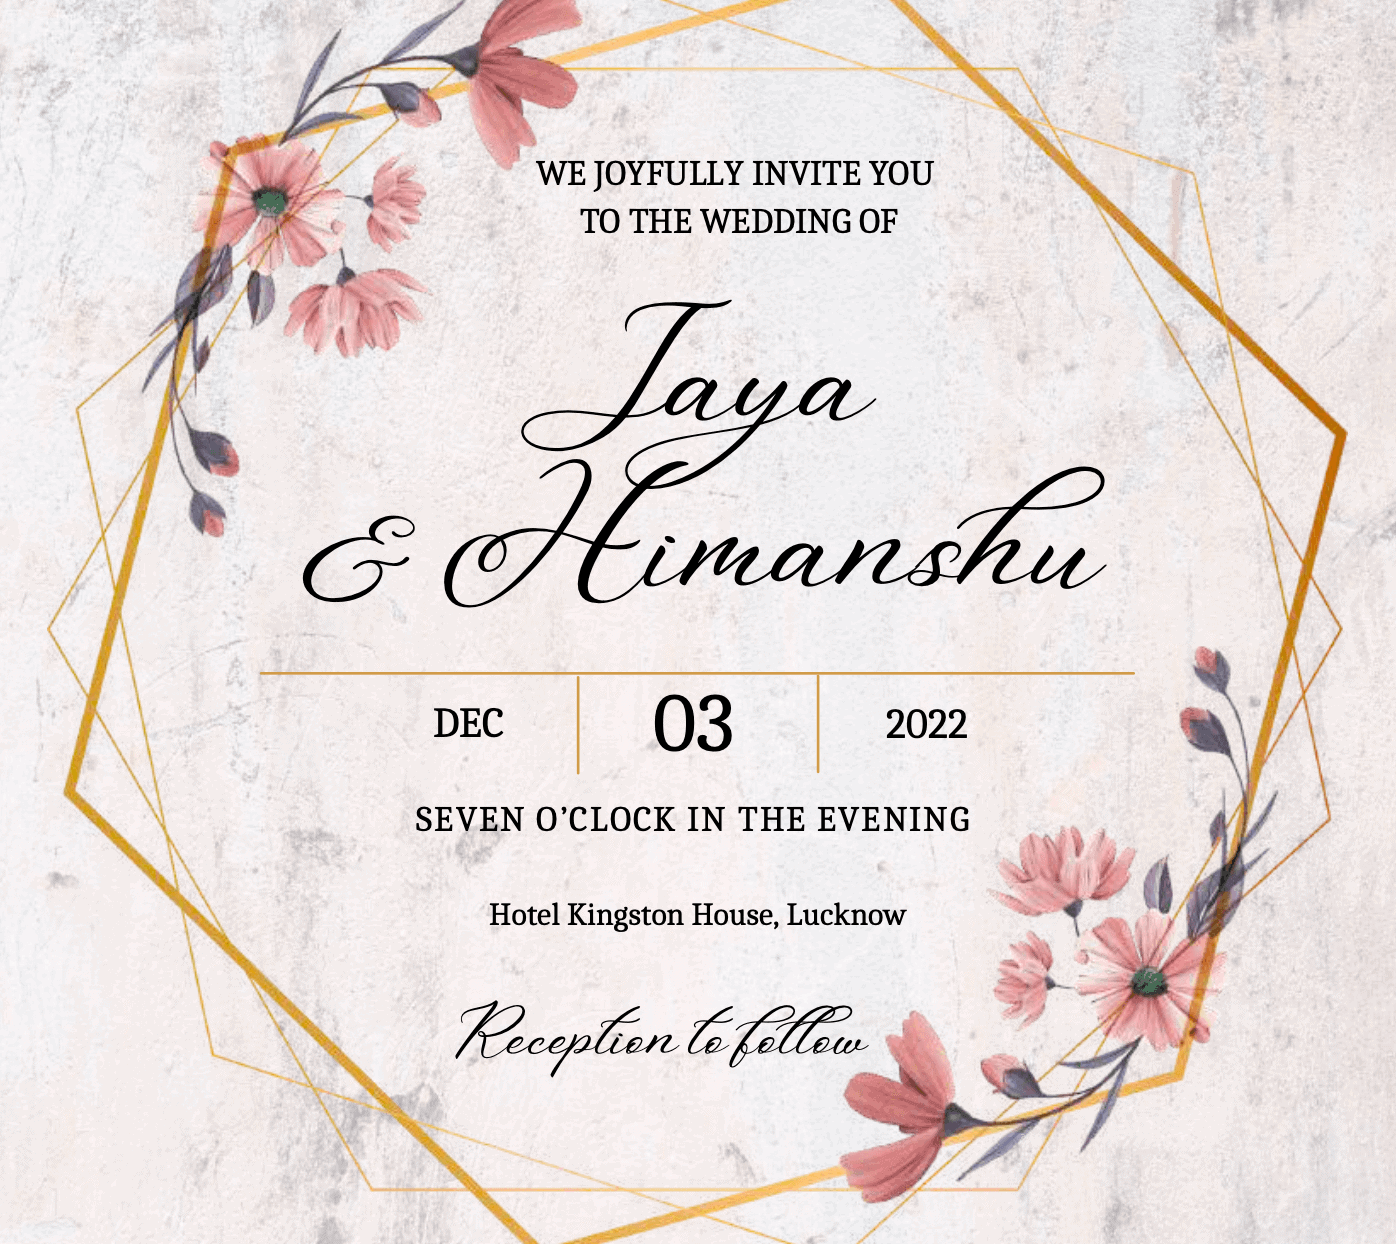 WE JOYFULLY INVITE YOU
TO THE WEDDING OF
Jaya
& Himanshu
DEC 03 2022
SEVEN O’CLOCK IN THE EVENING
Hotel Kingston House, Lucknow
Reception to follow